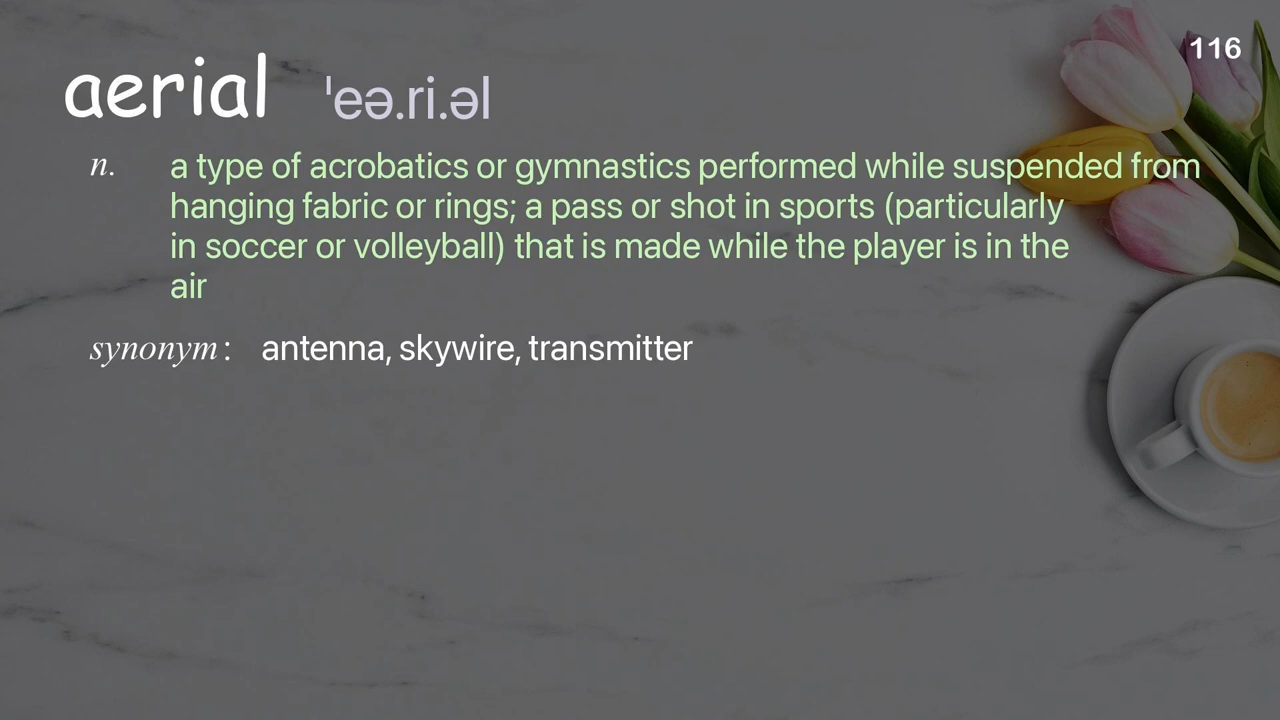 116
aerial ˈeə.ri.əl
n. a type of acrobatics or gymnastics performed while suspended from
hanging fabric or rings; a pass or shot in sports (particularly
in soccer or volleyball) that is made while the player is in the
air
synonym : antenna, skywire, transmitter